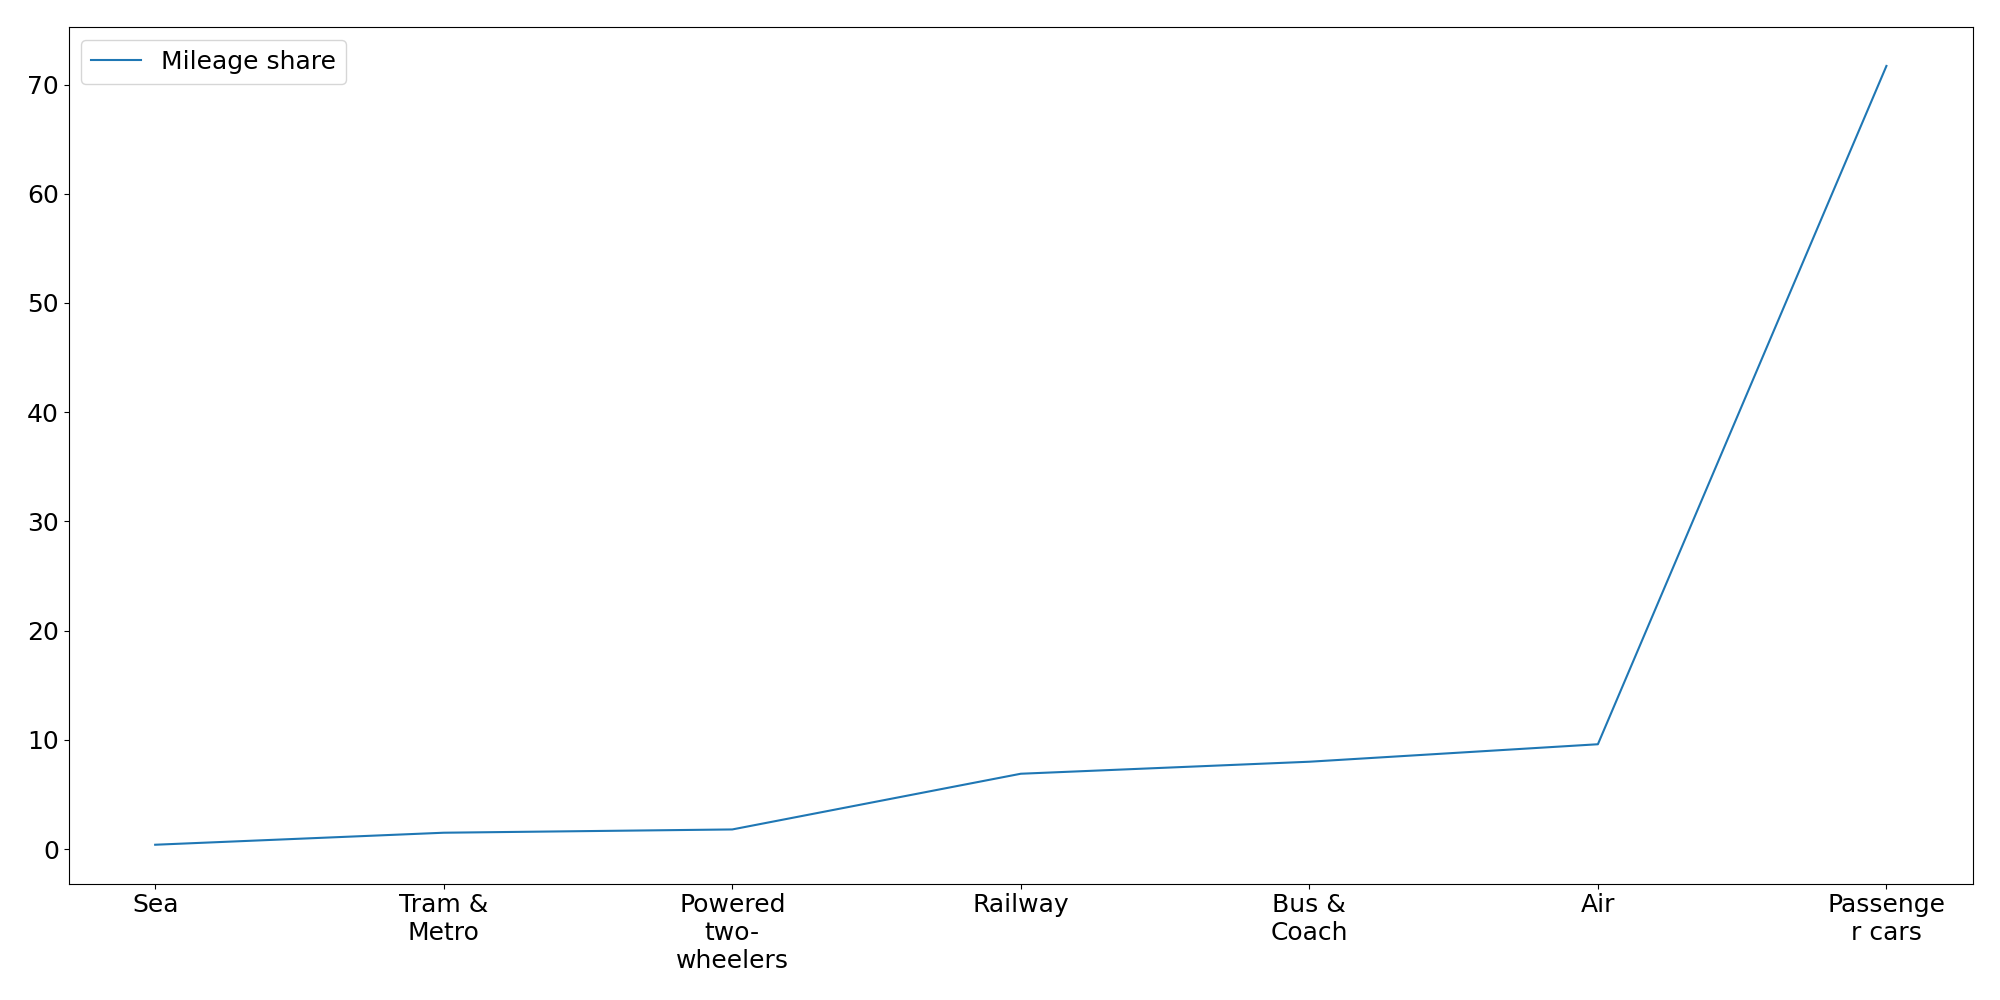 Mileage share
70
60
50
40
30
20
10
0
Sea
Tram &
Metro
Powered
two-
wheelers
Railway
Bus &
Coach
Air
Passenge
r cars